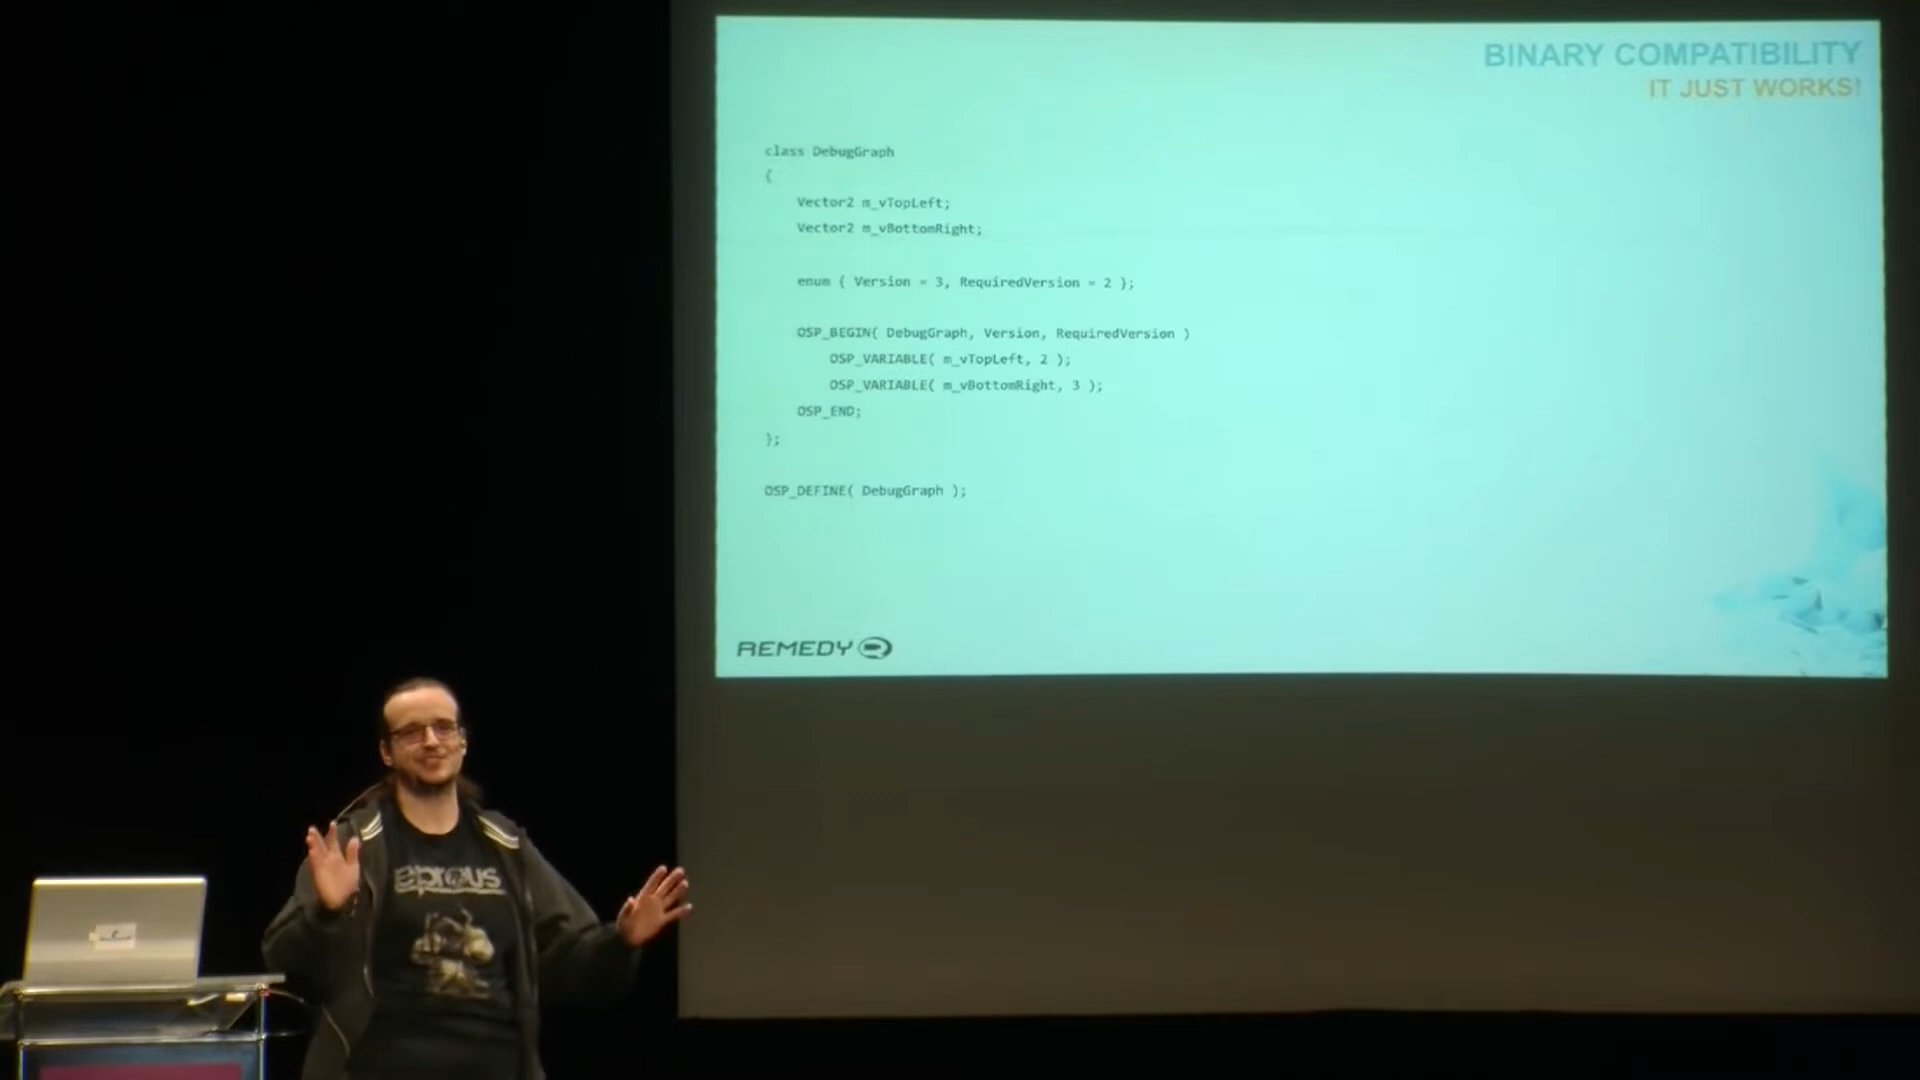 BINARY COMPATIBILITY
IT JUST WORKS!
class DebugGraph
{
Vector2 m_vTopLeft;
Vector2 m_vBottomRight;
enum { Version = 3, RequiredVersion = 2 };
OSP_BEGIN( DebugGraph, Version, RequiredVersion )
OSP_VARIABLE( m_vTopLeft, 2 );
OSP_VARIABLE( m_vBottomRight, 3 );
OSP_END;
};
OSP_DEFINE( DebugGraph );
REMEDY